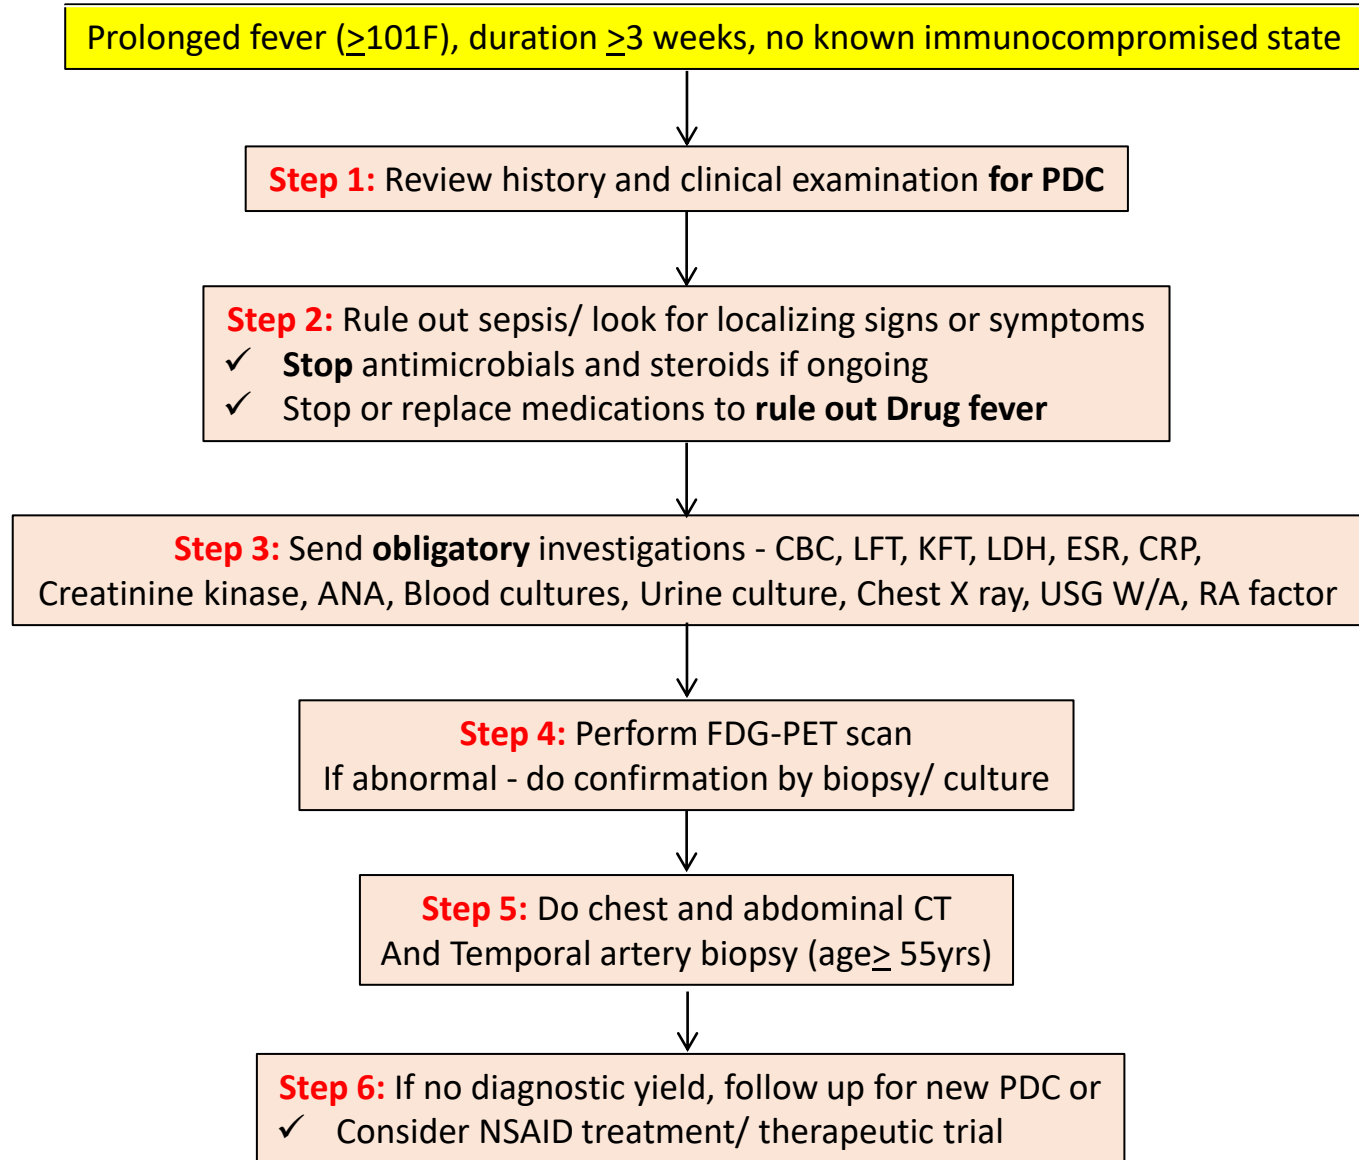 Prolonged fever (≥101F), duration ≥3 weeks, no known immunocompromised state
Step 1: Review history and clinical examination for PDC
Step 2: Rule out sepsis/ look for localizing signs or symptoms
✓ Stop antimicrobials and steroids if ongoing
✓ Stop or replace medications to rule out Drug fever
Step 3: Send obligatory investigations - CBC, LFT, KFT, LDH, ESR, CRP,
Creatinine kinase, ANA, Blood cultures, Urine culture, Chest X ray, USG W/A, RA factor
Step 4: Perform FDG-PET scan
If abnormal - do confirmation by biopsy/ culture
Step 5: Do chest and abdominal CT
And Temporal artery biopsy (age≥ 55yrs)
Step 6: If no diagnostic yield, follow up for new PDC or
✓ Consider NSAID treatment/ therapeutic trial